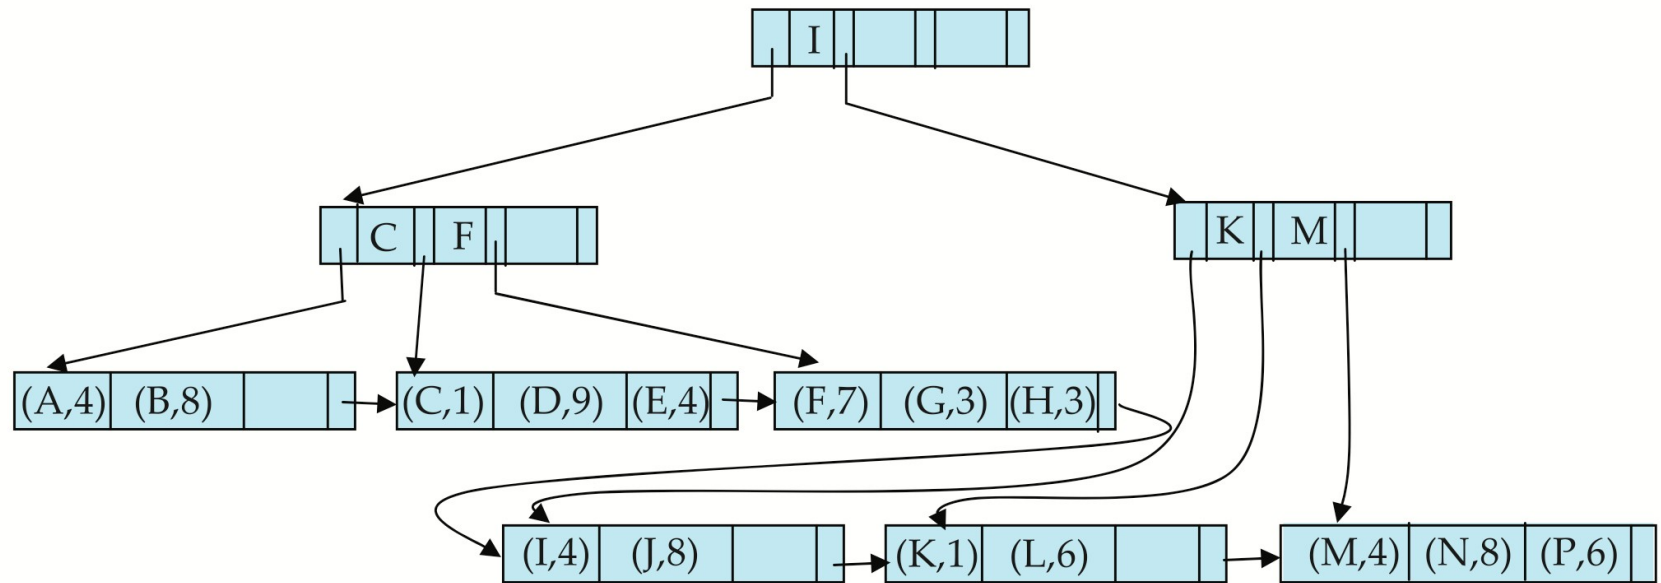 I
C F
K M
(A,4) (B,8) (C,1) (D,9) (E,4) (F,7) (G,3) (H,3)
(I,4) (J,8) (K,1) (L,6) (M,4) (N,8) (P,6)